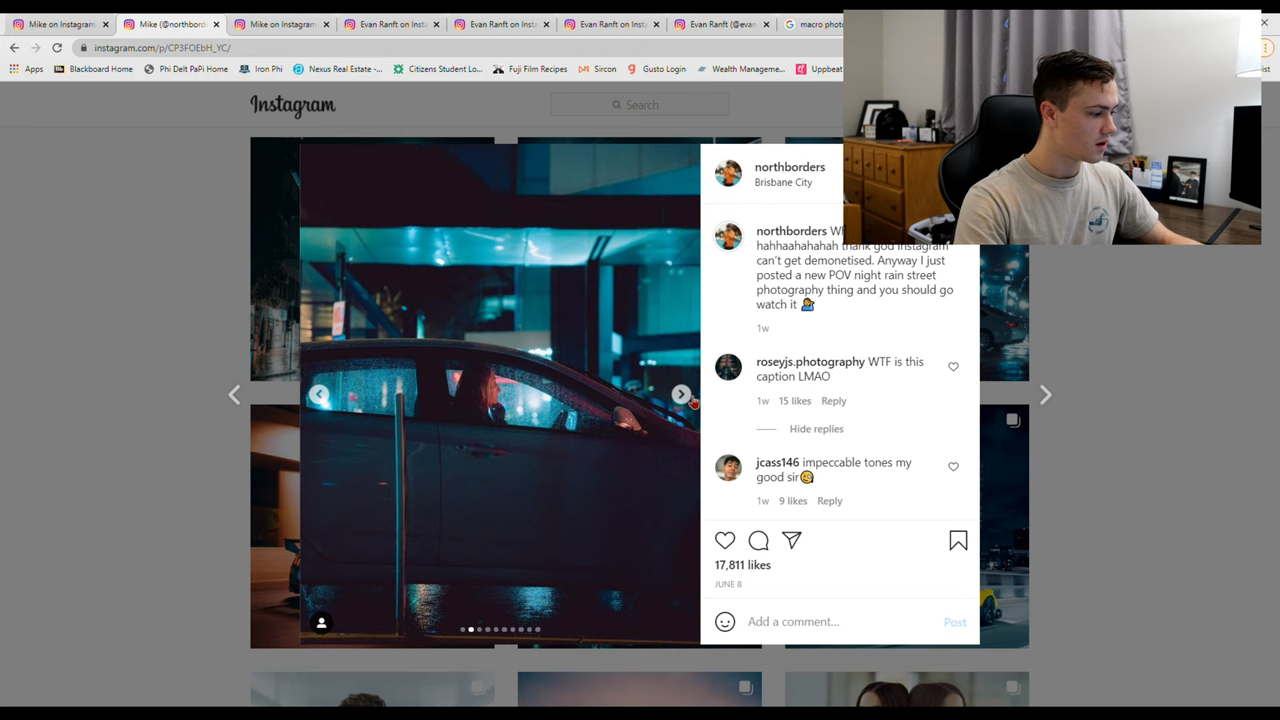 Mike on Instagram
Mike (@northbord
Mike on Instagram
Evan Ranft on Inst
Evan Ranft on Inst
Evan Ranft on Inst
Evan Ranft (@evan
macro phot
instagram.com/p/CP3FOEbH_YC/
Apps
Blackboard Home
Phi Delt PaPi Home
Iron Phi
Nexus Real Estate -...
Citizens Student Lo...
Fuji Film Recipes
Sircon
Gusto Login
Wealth Manageme...
Uppbeat
ist
Instagram
Search
northborders
Brisbane City
northborders
hahhaahahahah thank god instagram
can't get demonetised. Anyway I just
posted a new POV night rain street
photography thing and you should go
watch it
1w
roseyjs.photography WTF is this
caption LMAO
1w 15 likes Reply
Hide replies
jcass146 impeccable tones my
good sir
1w 9 likes Reply
17,811 likes
JUNE 8
Add a comment...
Post